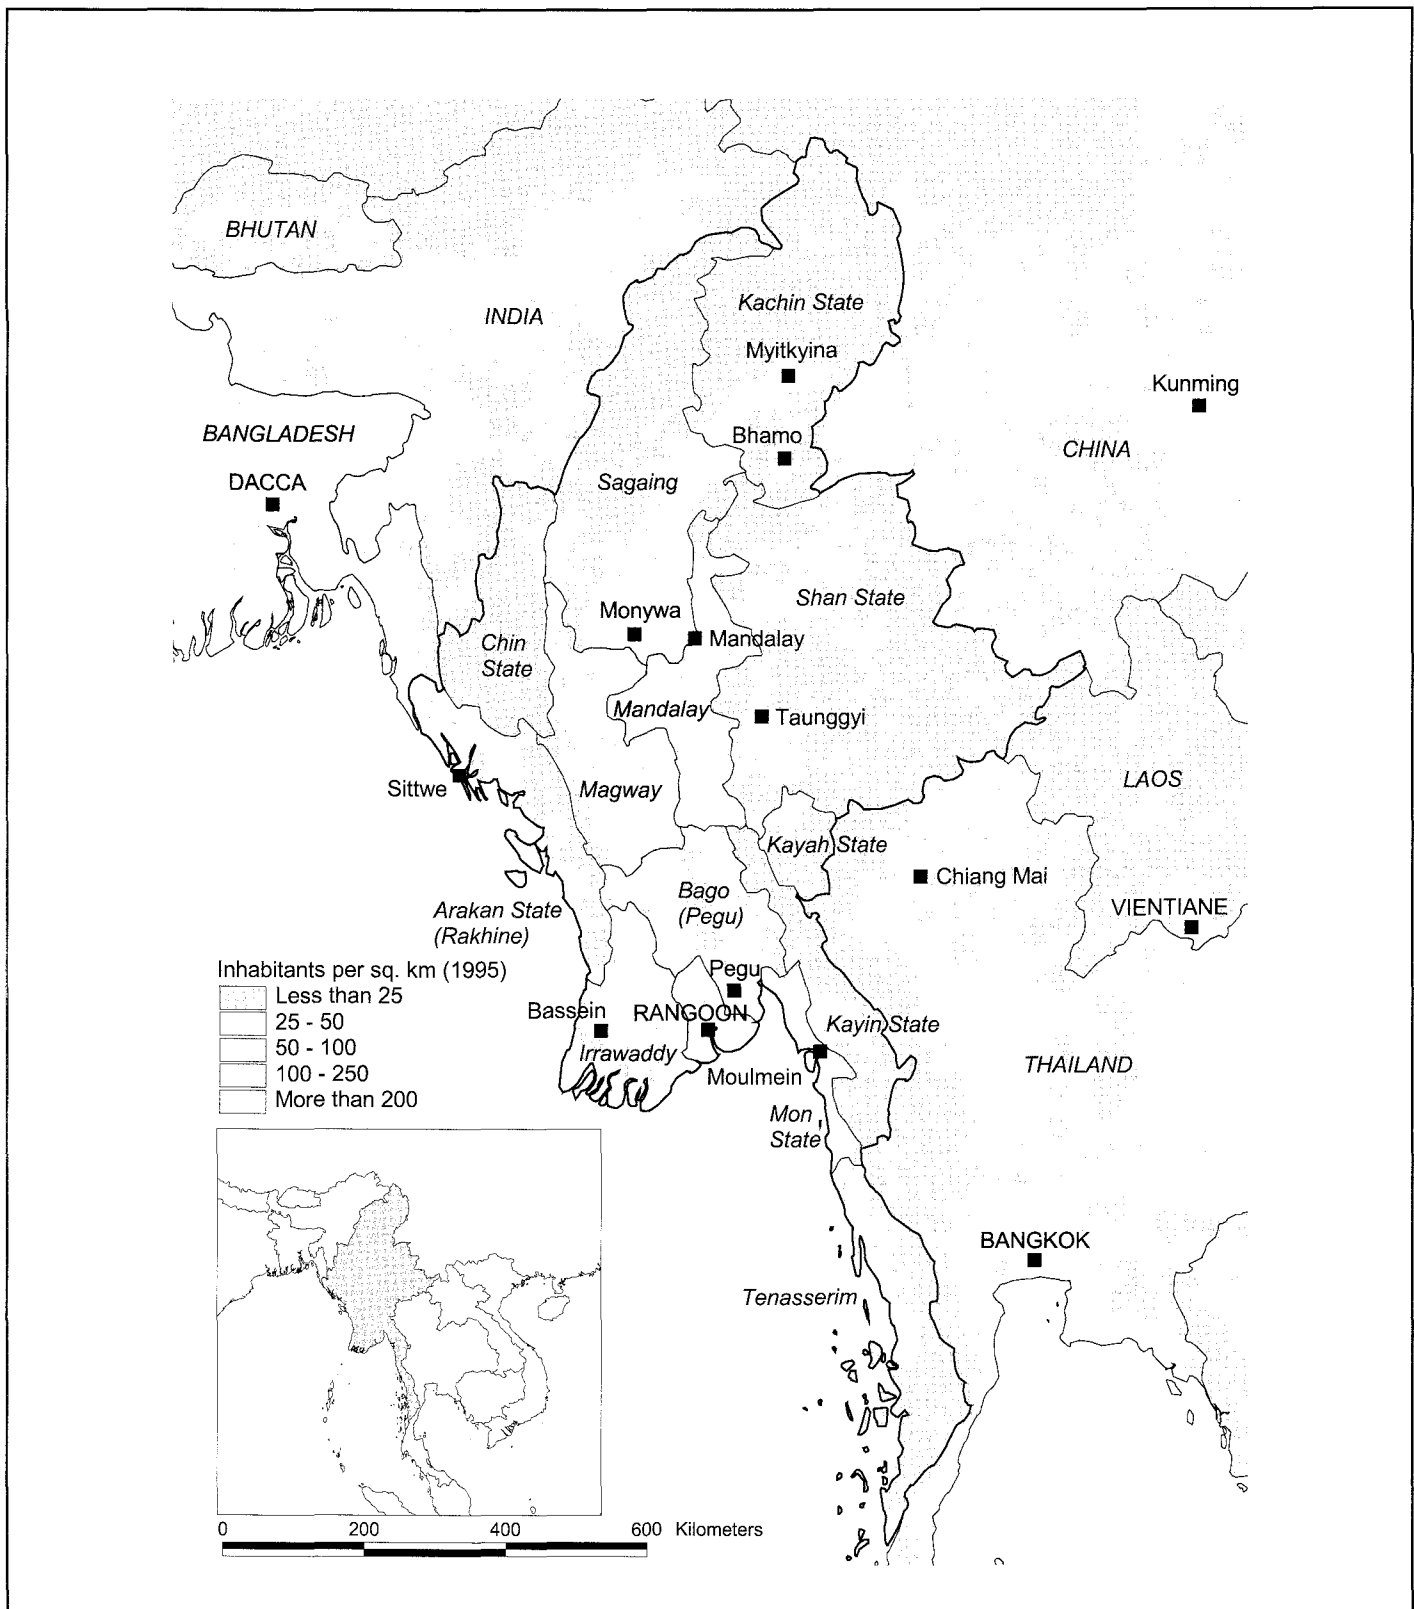 BHUTAN
INDIA
Kachin State
Myitkyina
Kunming
BANGLADESH
Bhamo
CHINA
DACCA
Sagaing
Shan State
Monywa
Mandalay
Chin
State
Mandalay
Taunggyi
Sittwe
Magway
LAOS
Kayah State
Chiang Mai
Bago
(Pegu)
Arakan State
(Rakhine)
VIENTIANE
Inhabitants per sq. km (1995)
Less than 25
25 - 50
50 - 100
100 - 250
More than 200
Pegu
Bassein
RANGOON
Kayin State
Irrawaddy
Moulmein
THAILAND
Mon
State
BANGKOK
Tenasserim
0 200 400 600 Kilometers